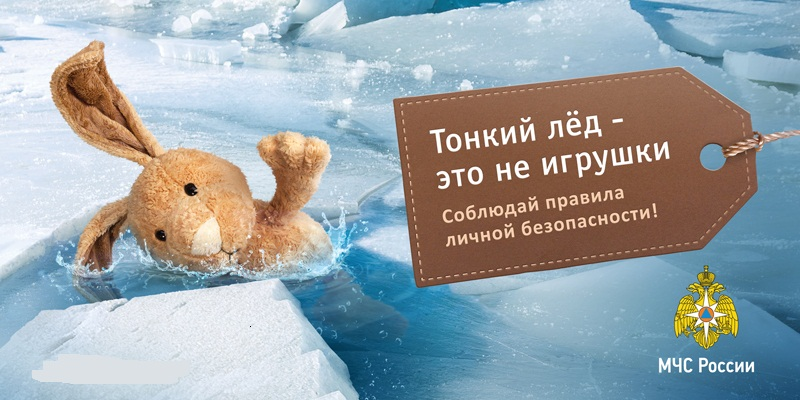 Тонкий лёд -
это не игрушки
Соблюдай правила
личной безопасности!
МЧС России